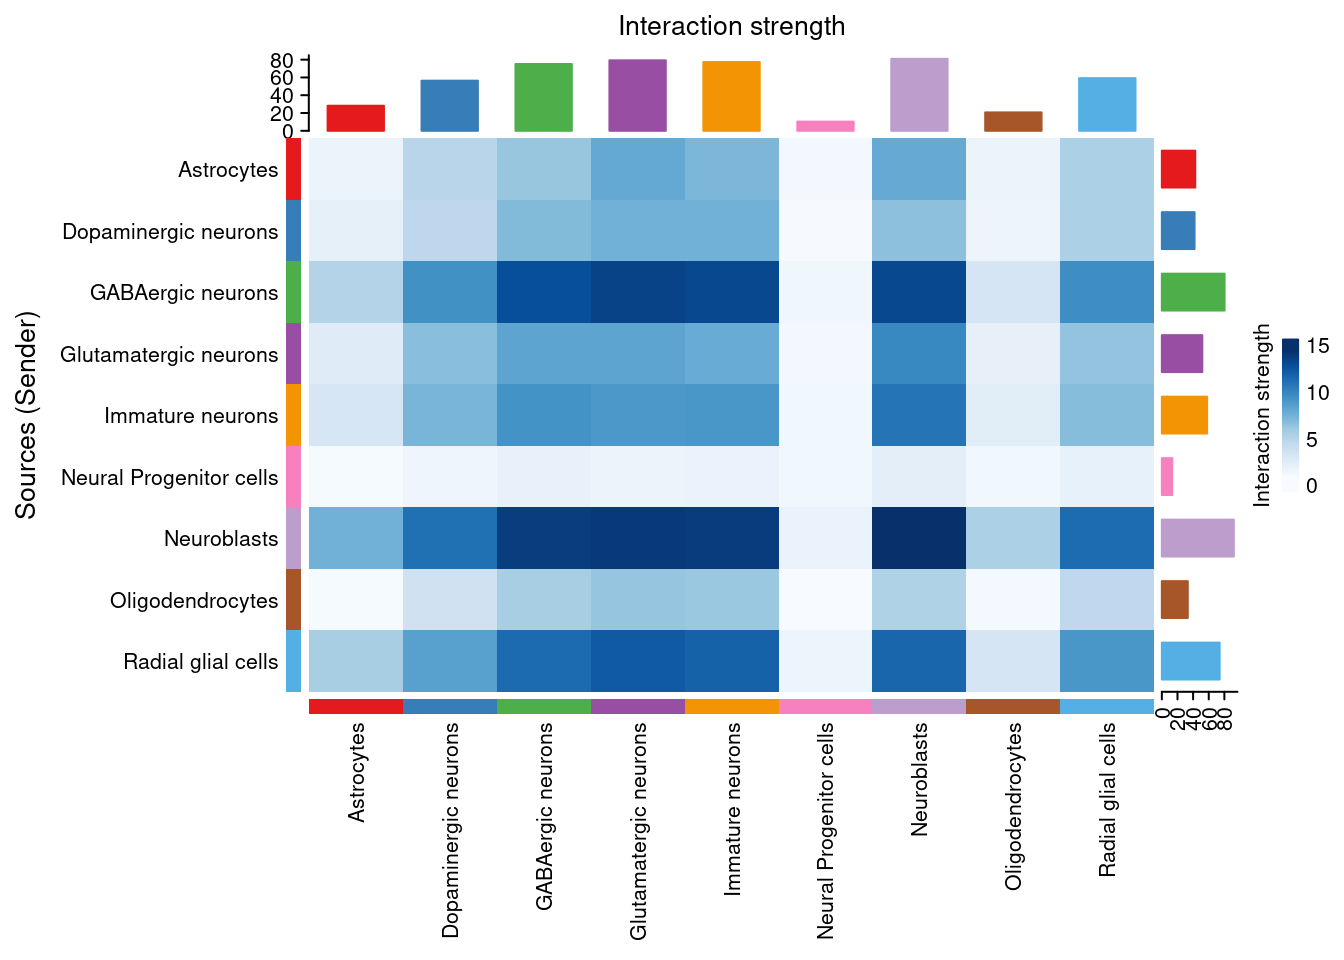 Interaction strength
80
60
40
20
0
Sources (Sender)
Astrocytes
Dopaminergic neurons
GABAergic neurons
Glutamatergic neurons
Immature neurons
Neural Progenitor cells
Neuroblasts
Oligodendrocytes
Radial glial cells
Astrocytes
Dopaminergic neurons
GABAergic neurons
Glutamatergic neurons
Immature neurons
Neural Progenitor cells
Neuroblasts
Oligodendrocytes
Radial glial cells
0
20
40
60
80
Interaction strength
15
10
5
0